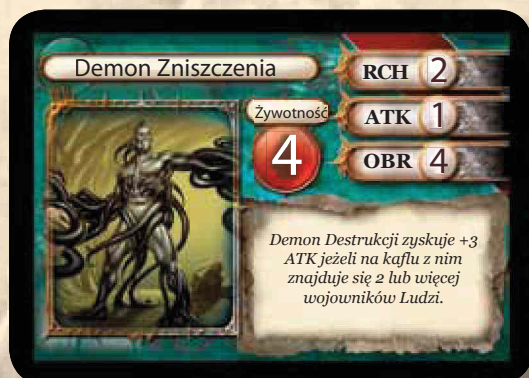 Demon Zniszczenia
RCH 2
Żywotność
4
ATK 1
OBR 4
Demon Destrukcji zyskuje +3
ATK jeżeli na kaflu z nim
znajduje się 2 lub więcej
wojowników Ludzi.